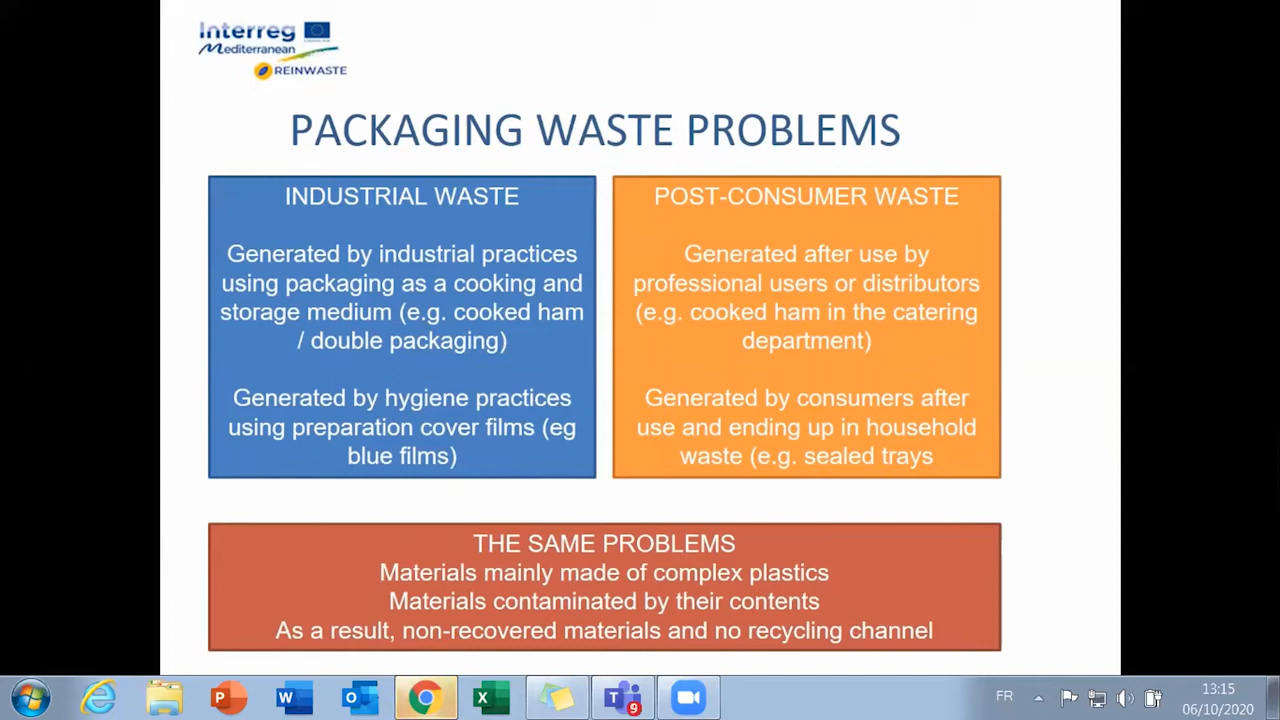 Interreg
Mediterranean
REINWASTE
PACKAGING WASTE PROBLEMS
INDUSTRIAL WASTE
Generated by industrial practices
using packaging as a cooking and
storage medium (e.g. cooked ham
/ double packaging)
Generated by hygiene practices
using preparation cover films (eg
blue films)
POST-CONSUMER WASTE
Generated after use by
professional users or distributors
(e.g. cooked ham in the catering
department)
Generated by consumers after
use and ending up in household
waste (e.g. sealed trays
THE SAME PROBLEMS
Materials mainly made of complex plastics
Materials contaminated by their contents
As a result, non-recovered materials and no recycling channel
FR
13:15
06/10/2020
9